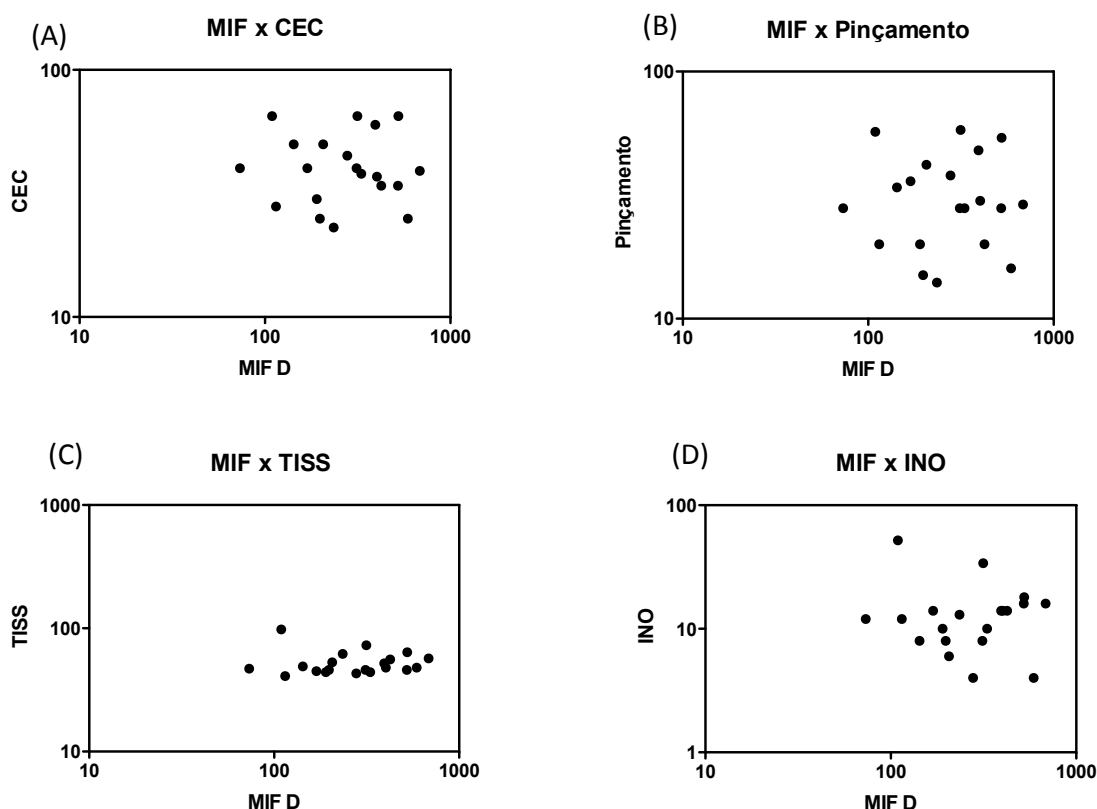 (A)
MIF x CEC
100
CEC
10
10 100 1000
MIF D
(B)
MIF x Pinçamento
100
Pinçamento
10
10 100 1000
MIF D
(C)
MIF x TISS
1000
TISS
100
10
10 100 1000
MIF D
(D)
MIF x INO
100
INO
10
1
10 100 1000
MIF D